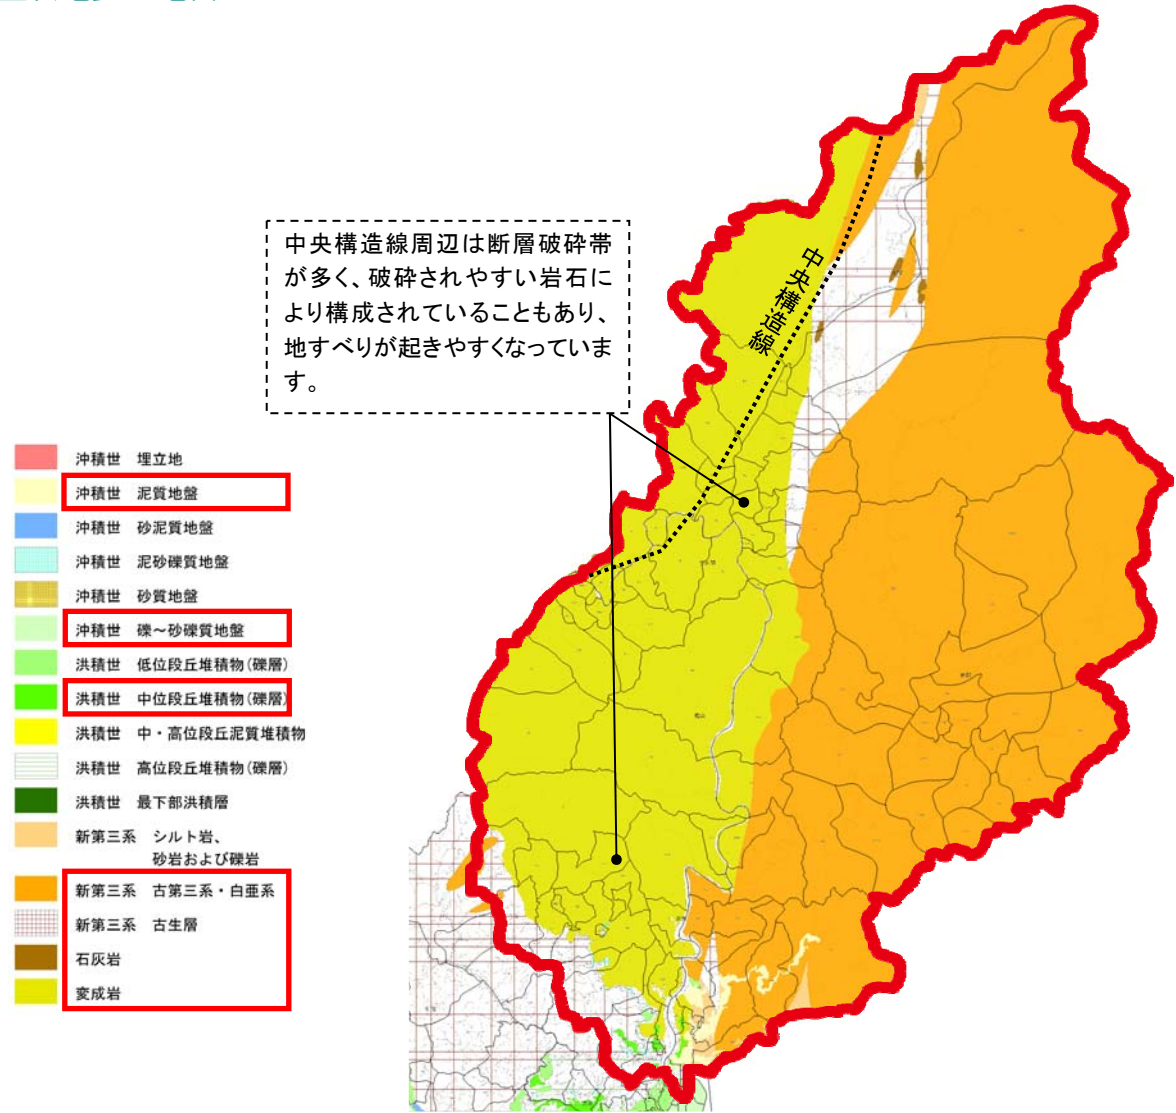 中央構造線周辺は断層破砕帯
が多く、破砕されやすい岩石に
より構成されていることもあり、
地すべりが起きやすくなっていま
す。
中央構造線
沖積世 埋立地
沖積世 泥質地盤
沖積世 砂泥質地盤
沖積世 泥砂礫質地盤
沖積世 砂質地盤
沖積世 礫～砂礫質地盤
洪積世 低位段丘堆積物(礫層)
洪積世 中位段丘堆積物(礫層)
洪積世 中・高位段丘泥質堆積物
洪積世 高位段丘堆積物(礫層)
洪積世 最下部洪積層
新第三系 シルト岩、
砂岩および礫岩
新第三系 古第三系・白亜系
新第三系 古生層
石灰岩
変成岩